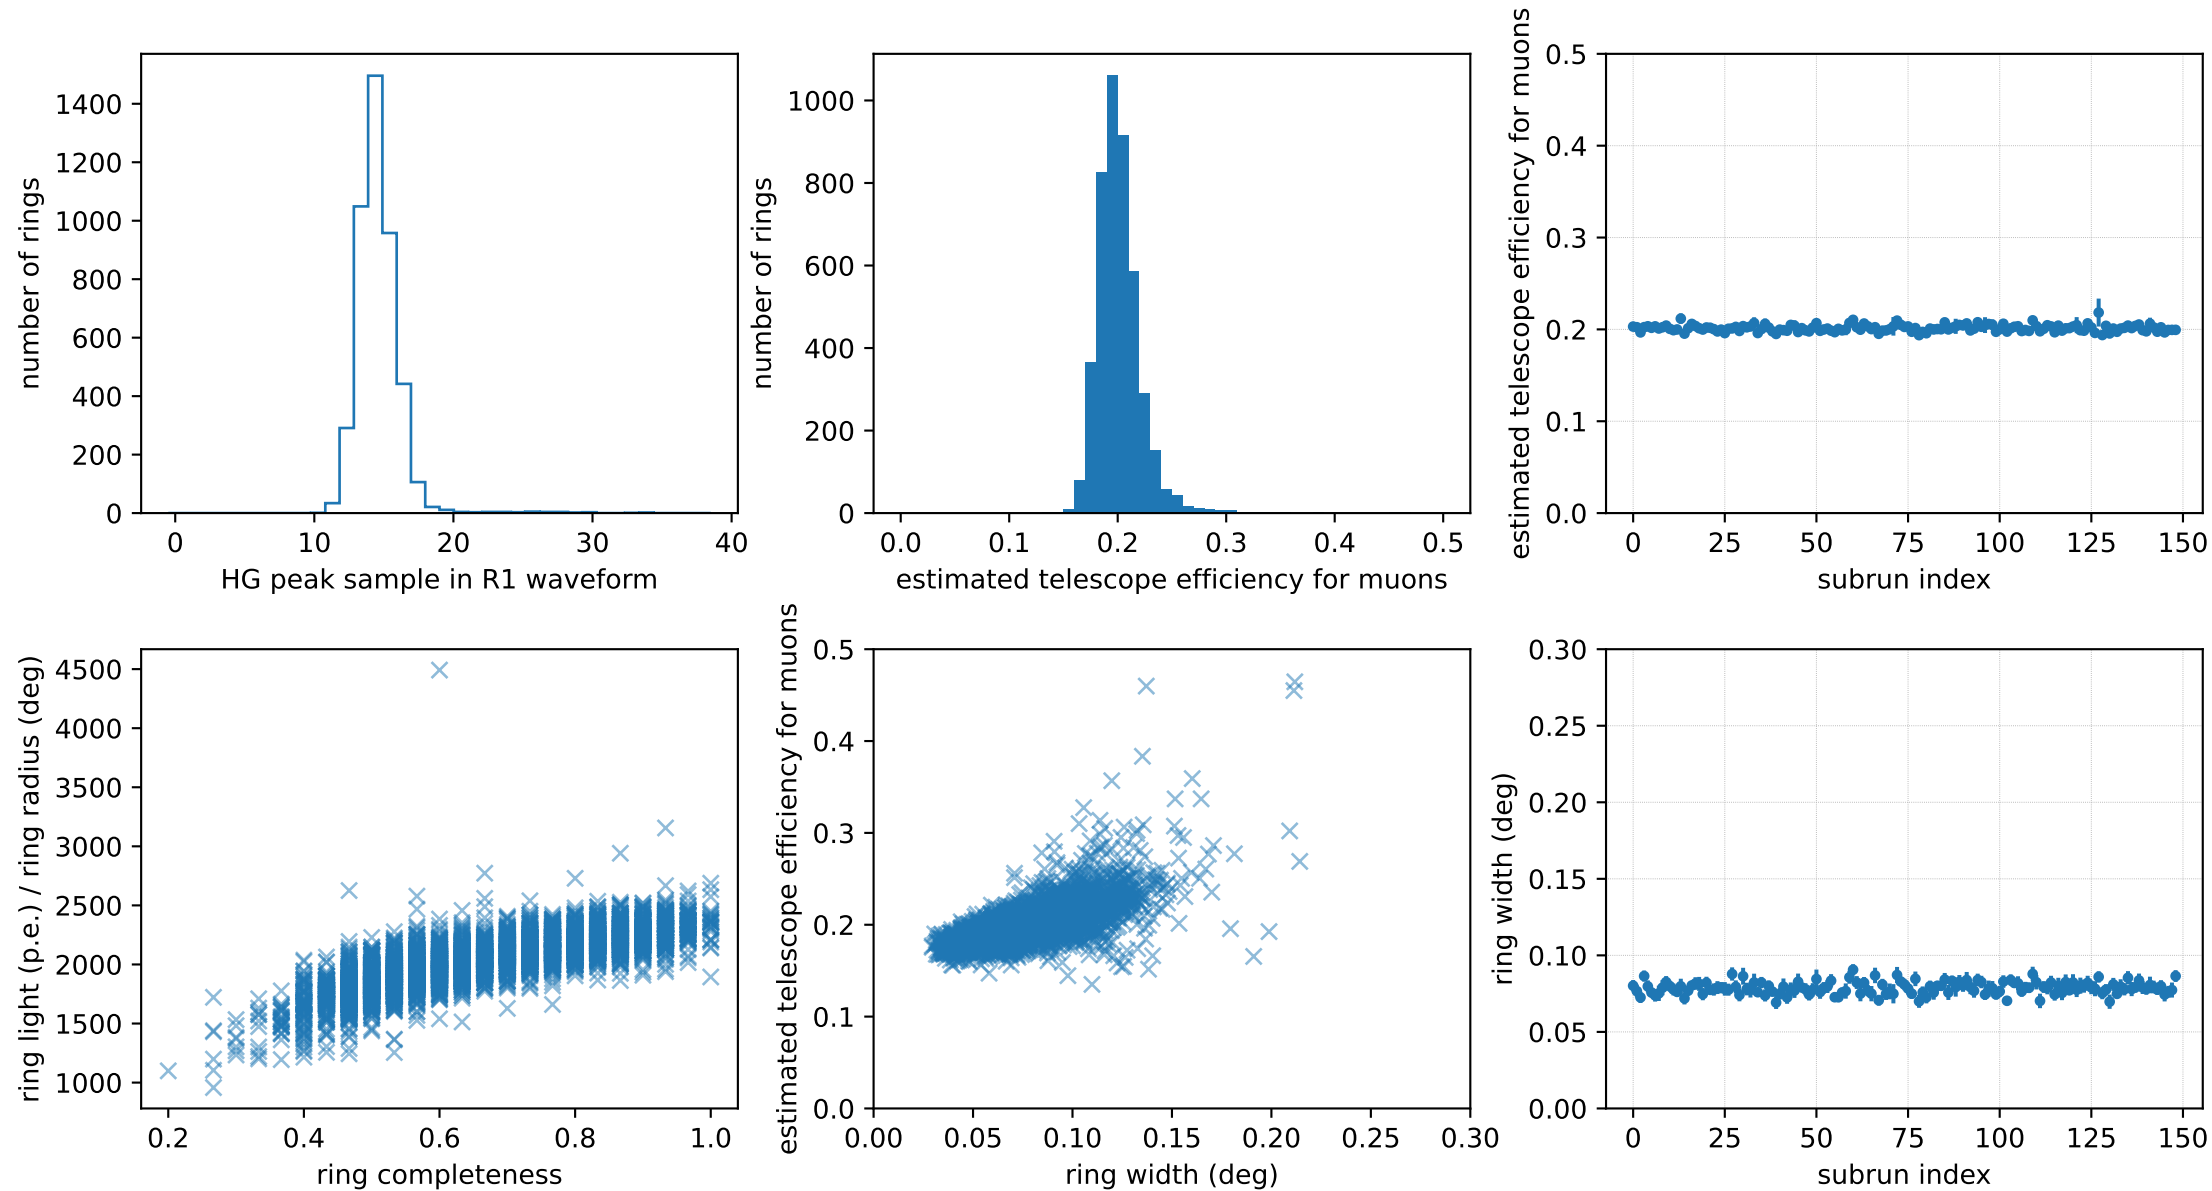 number of rings
1400
1200
1000
800
600
400
200
0
0 10 20 30 40
HG peak sample in R1 waveform
number of rings
1000
800
600
400
200
0
0.0 0.1 0.2 0.3 0.4 0.5
estimated telescope efficiency for muons
estimated telescope efficiency for muons
0.5
0.4
0.3
0.2
0.1
0.0
0 25 50 75 100 125 150
subrun index
ring light (p.e.) / ring radius (deg)
4500
4000
3500
3000
2500
2000
1500
1000
0.2 0.4 0.6 0.8 1.0
ring completeness
estimated telescope efficiency for muons
0.5
0.4
0.3
0.2
0.1
0.0
0.00 0.05 0.10 0.15 0.20 0.25 0.30
ring width (deg)
ring width (deg)
0.30
0.25
0.20
0.15
0.10
0.05
0.00
0 25 50 75 100 125 150
subrun index